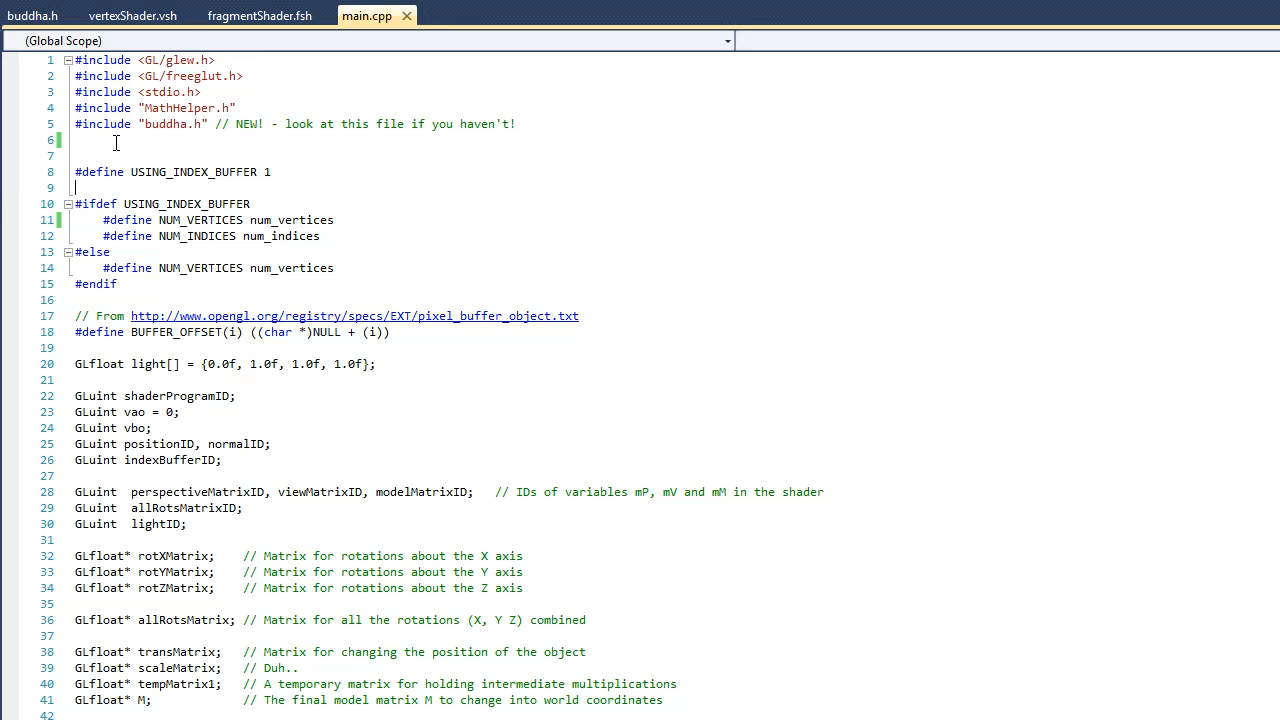 buddha.h vertexShader.vsh fragmentShader.fsh main.cpp
(Global Scope)
1 #include <GL/glew.h>
2 #include <GL/freeglut.h>
3 #include <stdio.h>
4 #include "MathHelper.h"
5 #include "buddha.h" // NEW! - look at this file if you haven't!
6
7
8 #define USING_INDEX_BUFFER 1
9
10 #ifdef USING_INDEX_BUFFER
11 #define NUM_VERTICES num_vertices
12 #define NUM_INDICES num_indices
13 #else
14 #define NUM_VERTICES num_vertices
15 #endif
16
17 // From http://www.opengl.org/registry/specs/EXT/pixel_buffer_object.txt
18 #define BUFFER_OFFSET(i) ((char *)NULL + (i))
19
20 GLfloat light[] = {0.0f, 1.0f, 1.0f, 1.0f};
21
22 GLuint shaderProgramID;
23 GLuint vao = 0;
24 GLuint vbo;
25 GLuint positionID, normalID;
26 GLuint indexBufferID;
27
28 GLuint perspectiveMatrixID, viewMatrixID, modelMatrixID; // IDs of variables mP, mV and mM in the shader
29 GLuint allRotsMatrixID;
30 GLuint lightID;
31
32 GLfloat* rotXMatrix; // Matrix for rotations about the X axis
33 GLfloat* rotYMatrix; // Matrix for rotations about the Y axis
34 GLfloat* rotZMatrix; // Matrix for rotations about the Z axis
35
36 GLfloat* allRotsMatrix; // Matrix for all the rotations (X, Y Z) combined
37
38 GLfloat* transMatrix; // Matrix for changing the position of the object
39 GLfloat* scaleMatrix; // Duh..
40 GLfloat* tempMatrix1; // A temporary matrix for holding intermediate multiplications
41 GLfloat* M; // The final model matrix M to change into world coordinates
42